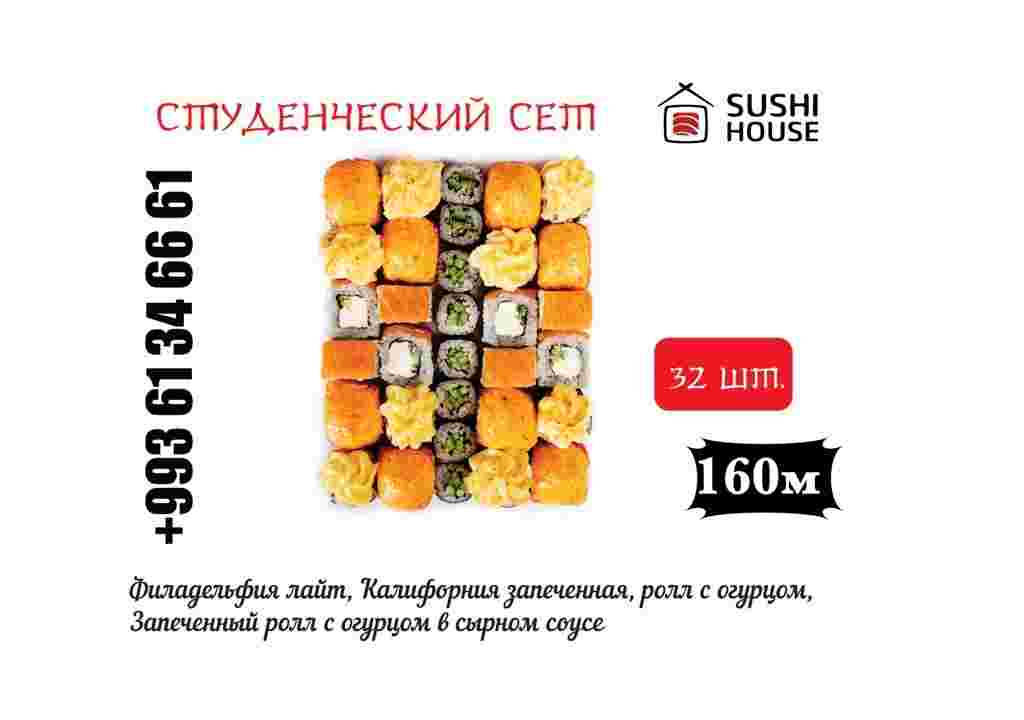 СТУДЕНЧЕСКИЙ СЕТ
SUSHI
HOUSE
+993 61 34 66 61
32 шт.
160м
Филадельфия лайт, Калифорния запеченная, ролл с огурцом,
Запеченный ролл с огурцом в сырном соусе